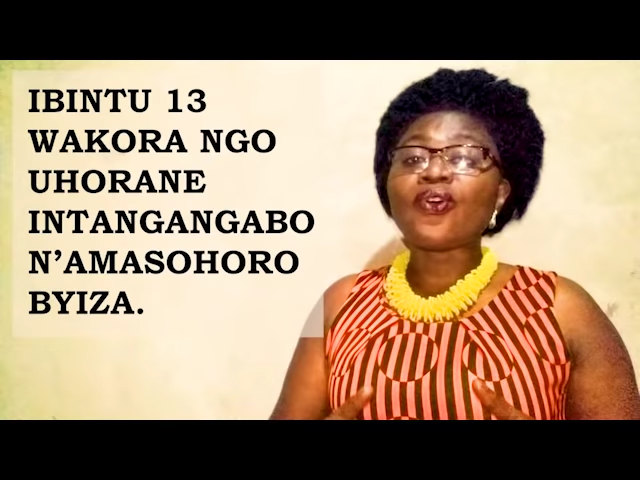 IBINTU 13
WAKORA NGO
UHORANE
INTANGANGABO
N’AMASOHORO
BYIZA.